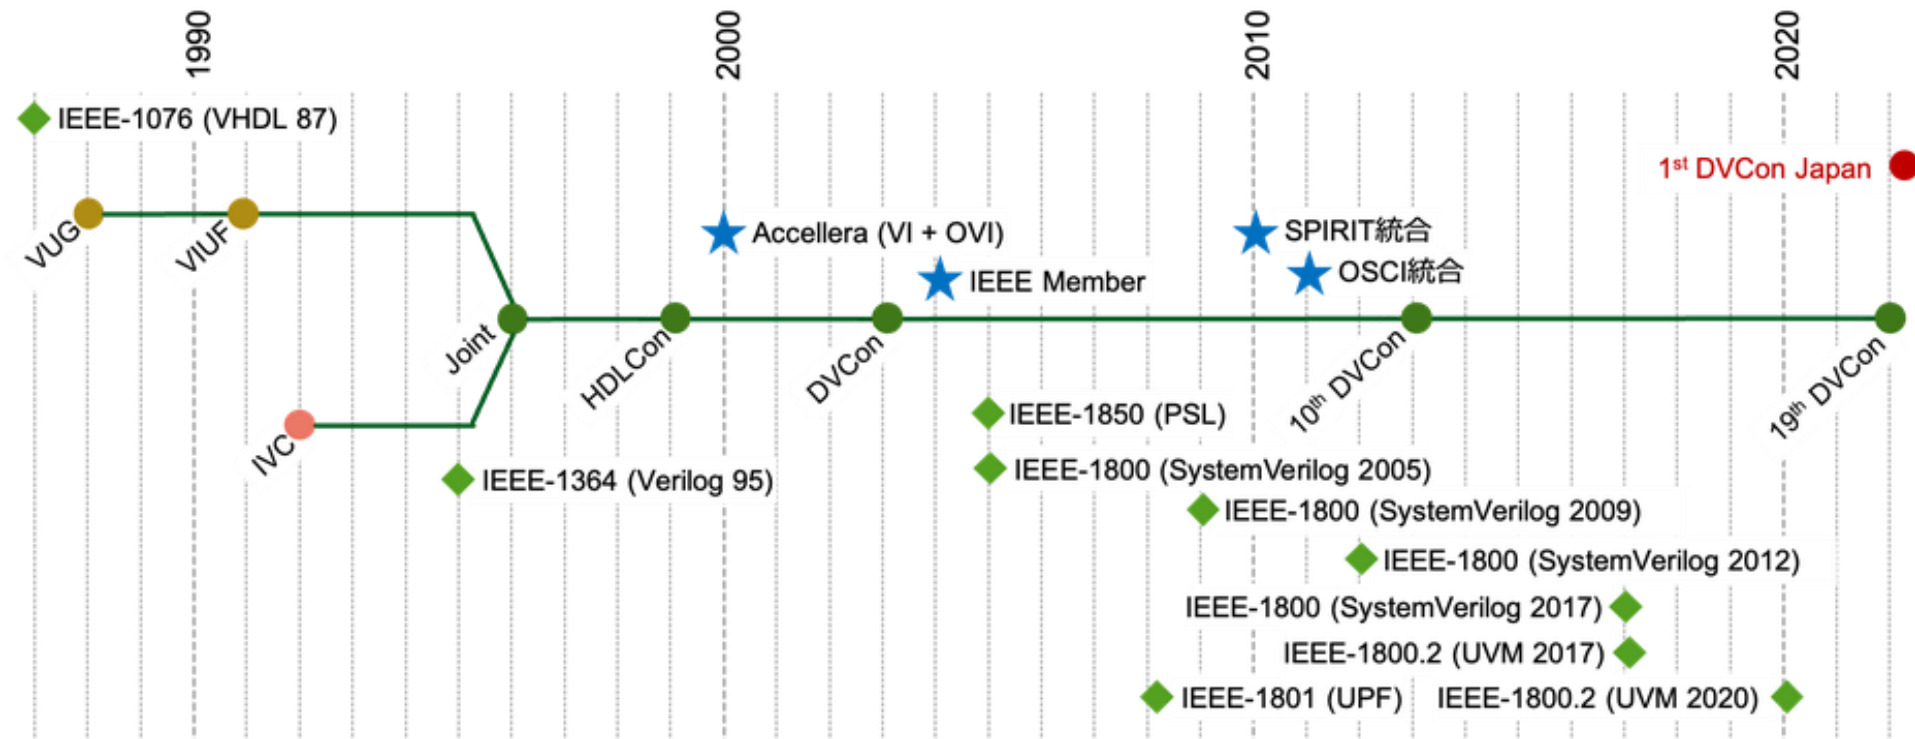 1990
2000
2010
2020
IEEE-1076 (VHDL 87)
1st DVCon Japan
VUG
VIUF
Accellera (VI + OVI)
SPIRIT統合
IEEE Member
OSCI統合
Joint
HDLCon
DVCon
10th DVCon
19th DVCon
IVC
IEEE-1850 (PSL)
IEEE-1364 (Verilog 95)
IEEE-1800 (SystemVerilog 2005)
IEEE-1800 (SystemVerilog 2009)
IEEE-1800 (SystemVerilog 2012)
IEEE-1800 (SystemVerilog 2017)
IEEE-1800.2 (UVM 2017)
IEEE-1801 (UPF)
IEEE-1800.2 (UVM 2020)